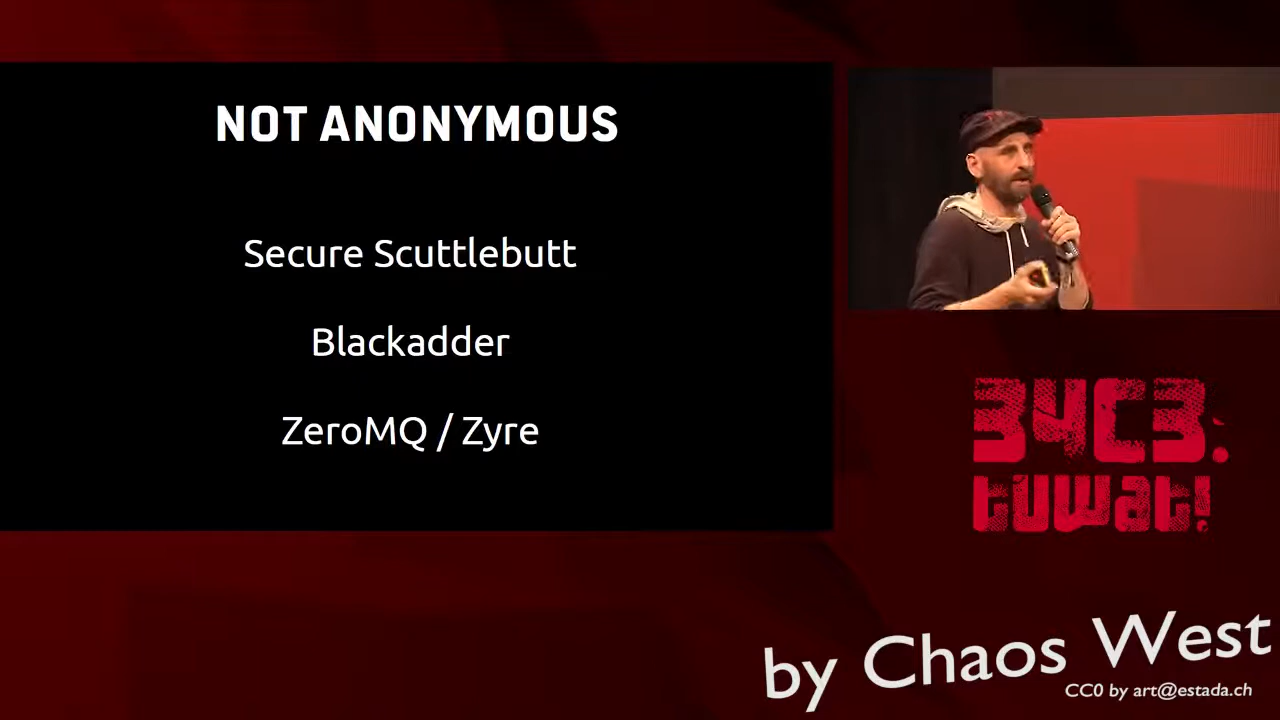 NOT ANONYMOUS
Secure Scuttlebutt
Blackadder
ZeroMQ / Zyre
34C3:
tuwat!
by Chaos West
CC0 by art@estada.ch